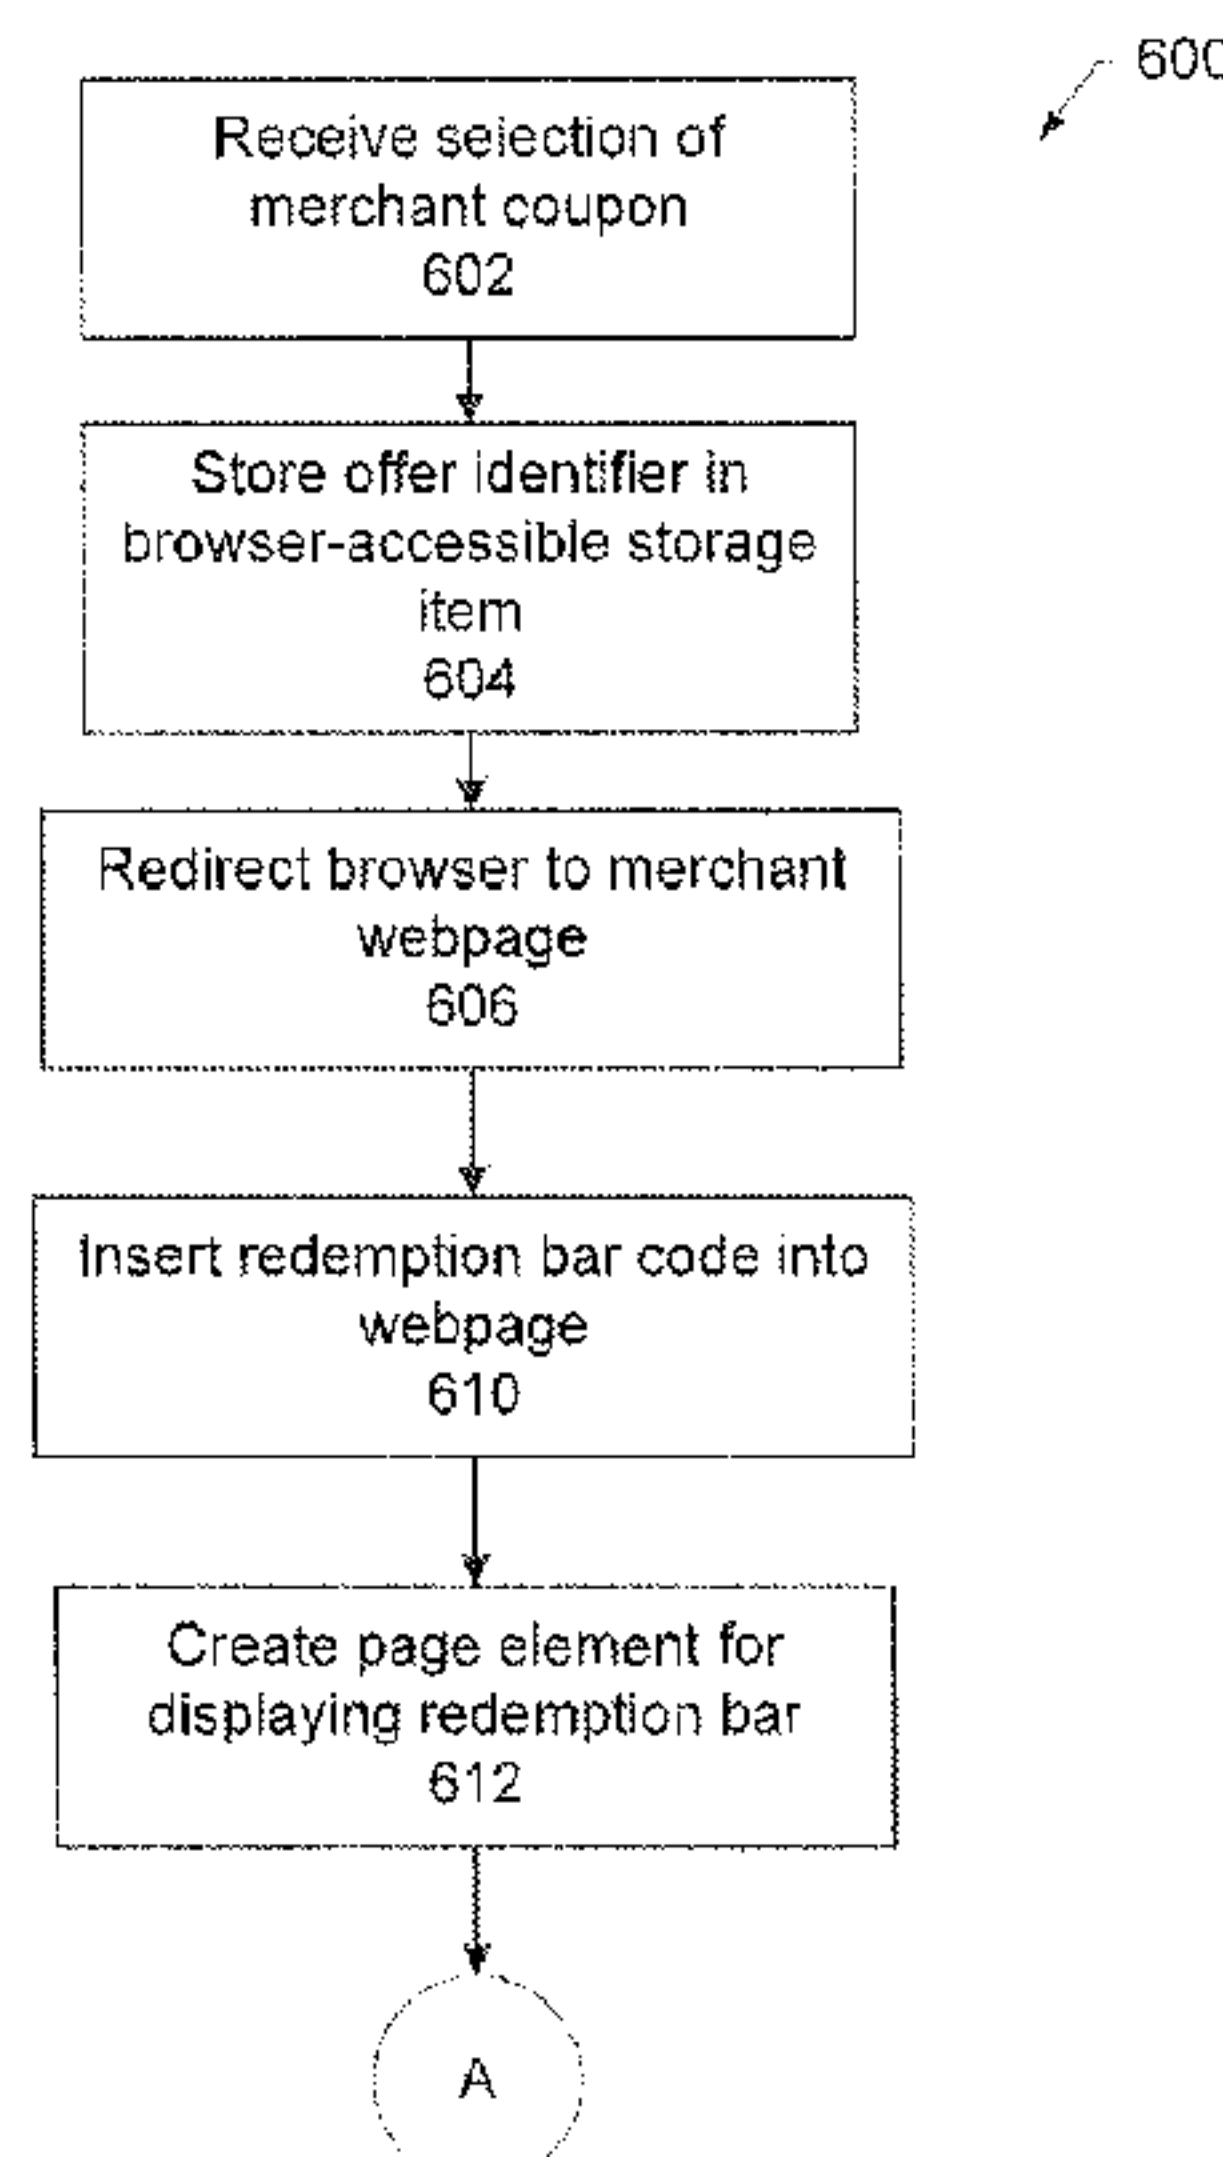 600
Receive selection of
merchant coupon
602
Store offer identifier in
browser-accessible storage
item
604
Redirect browser to merchant
webpage
606
Insert redemption bar code into
webpage
610
Create page element for
displaying redemption bar
612
A